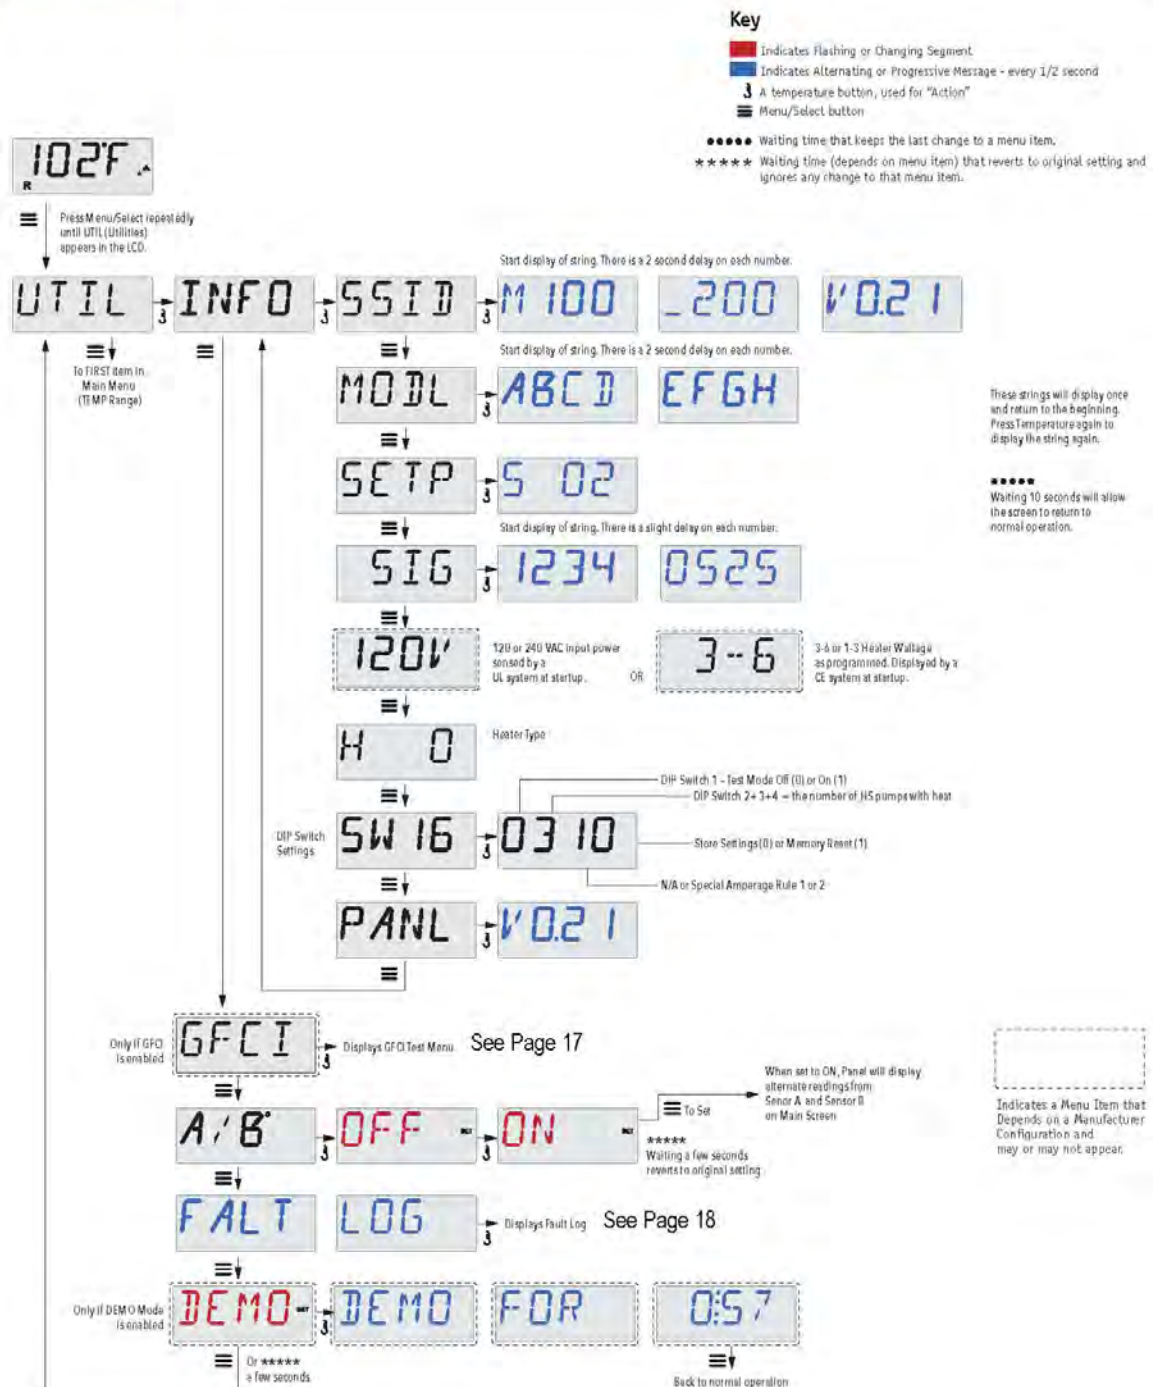 Key
Indicates Flashing or Changing Segment
Indicates Alternating or Progressive Message - every 1/2 second
A temperature button, used for "Action"
Menu/Select button
●●●●● Waiting time that keeps the last change to a menu item.
***** Waiting time (depends on menu item) that reverts to original setting and
ignores any change to that menu item.
102°F
R
Press Menu/Select repeatedly
until UTIL (Utilities)
appears in the LCD.
Start display of string. There is a 2 second delay on each number.
UTIL
INFO
SSID
M100
_200
V0.21
To FIRST item in
Main Menu
(TEMP Range)
Start display of string. There is a 2 second delay on each number.
MODL
ABCD
EFGH
These strings will display once
and return to the beginning.
Press Temperature again to
display the string again.
●●●●●
Waiting 10 seconds will allow
the screen to return to
normal operation.
SETP
S 02
Start display of string. There is a slight delay on each number.
SIG
1234
0525
120V
120 or 240 VAC input power
sensed by a
UL system at startup.
OR
3--6
3-6 or 1-3 Heater Wattage
as programmed. Displayed by a
CE system at startup.
H 0
Heater Type
DIP Switch 1 - Test Mode Off (0) or On (1)
DIP Switch 2+3+4 = the number of HS pumps with heat
DIP Switch
Settings
SW16
0310
Store Settings(0) or Memory Reset (1)
N/A or Special Amperage Rule 1 or 2
PANL
V0.21
Only if GFCI
is enabled
GFCI
Displays GFCI Test Menu
See Page 17
A/B°
OFF
SET
ON
SET
To Set
When set to ON, Panel will display
alternate readings from
Senor A and Sensor B
on Main Screen
*****
Waiting a few seconds
reverts to original setting
Indicates a Menu Item that
Depends on a Manufacturer
Configuration and
may or may not appear.
FALT
LOG
Displays Fault Log
See Page 18
Only if DEMO Mode
is enabled
DEMO
SET
DEMO
FOR
0:57
Or *****
a few seconds
Back to normal operation